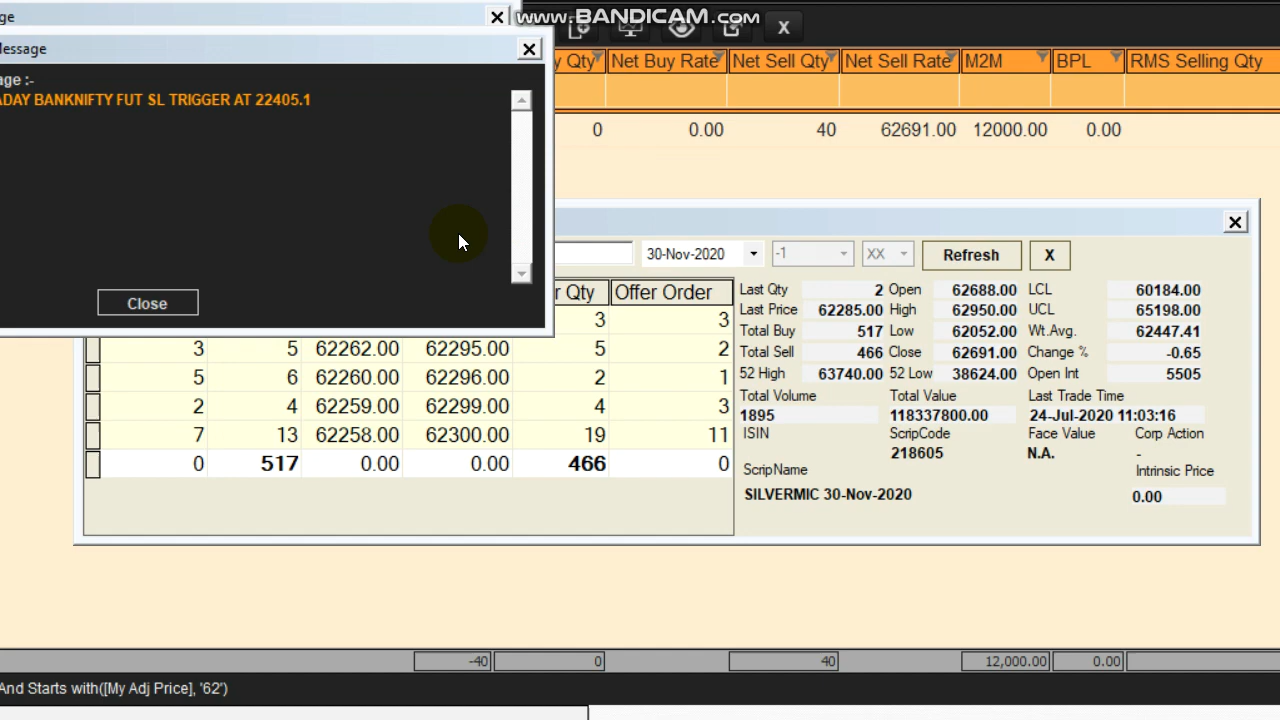 ge
www.BANDICAM.com
X
essage
age :-
ADAY BANKNIFTY FUT SL TRIGGER AT 22405.1
Close
y Qty Net Buy Rate Net Sell Qty Net Sell Rate M2M BPL RMS Selling Qty
0 0.00 40 62691.00 12000.00 0.00
30-Nov-2020 -1 XX Refresh X
r Qty Offer Order
3 3
3 5 62262.00 62295.00 5 2
5 6 62260.00 62296.00 2 1
2 4 62259.00 62299.00 4 3
7 13 62258.00 62300.00 19 11
0 517 0.00 0.00 466 0
Last Qty 2 Open 62688.00 LCL 60184.00
Last Price 62285.00 High 62950.00 UCL 65198.00
Total Buy 517 Low 62052.00 Wt.Avg. 62447.41
Total Sell 466 Close 62691.00 Change % -0.65
52 High 63740.00 52 Low 38624.00 Open Int 5505
Total Volume Total Value Last Trade Time
1895 118337800.00 24-Jul-2020 11:03:16
ISIN ScripCode Face Value Corp Action
218605 N.A. -
ScripName Intrinsic Price
SILVERMIC 30-Nov-2020 0.00
-40 0 40 12,000.00 0.00
And Starts with([My Adj Price], '62')